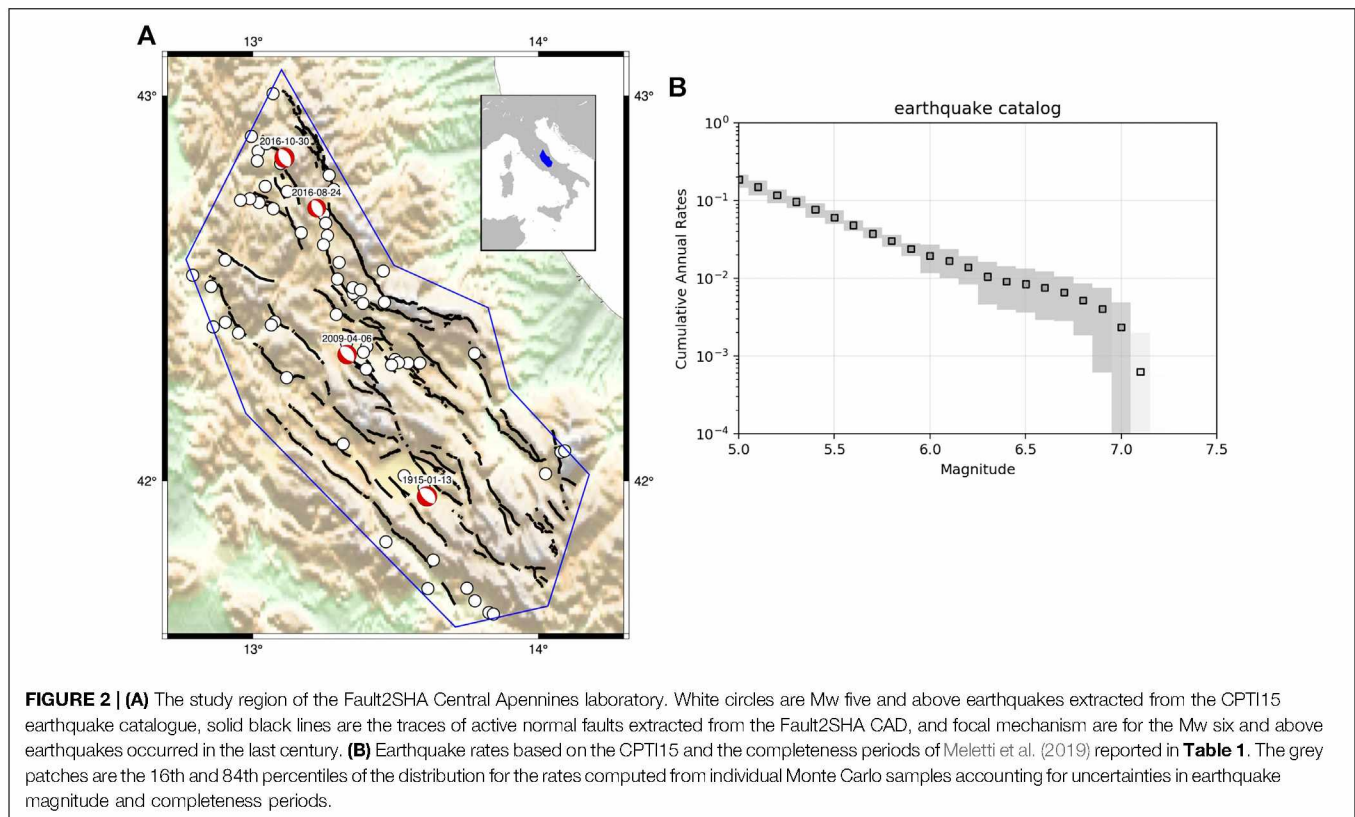 A
13°
14°
43°
43°
2016-10-30
2016-08-24
2009-04-06
42°
42°
1915-01-13
13°
14°
B
earthquake catalog
10⁰
10⁻¹
10⁻²
10⁻³
10⁻⁴
Cumulative Annual Rates
5.0
5.5
6.0
6.5
7.0
7.5
Magnitude
FIGURE 2 | (A) The study region of the Fault2SHA Central Apennines laboratory. White circles are Mw five and above earthquakes extracted from the CPTI15
earthquake catalogue, solid black lines are the traces of active normal faults extracted from the Fault2SHA CAD, and focal mechanism are for the Mw six and above
earthquakes occurred in the last century. (B) Earthquake rates based on the CPTI15 and the completeness periods of Meletti et al. (2019) reported in Table 1. The grey
patches are the 16th and 84th percentiles of the distribution for the rates computed from individual Monte Carlo samples accounting for uncertainties in earthquake
magnitude and completeness periods.